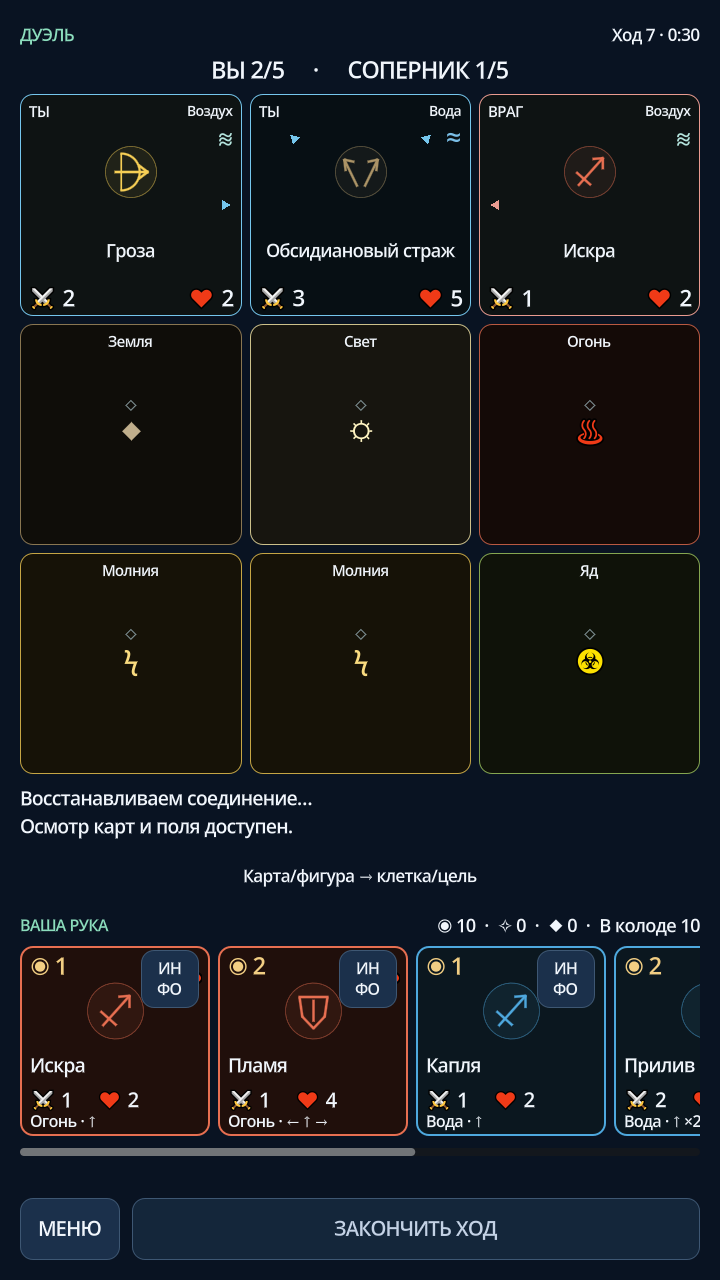 ДУЭЛЬ
Ход 7 · 0:30
ВЫ 2/5 · СОПЕРНИК 1/5
ТЫ Воздух
Гроза
2 2
ТЫ Вода
Обсидиановый страж
3 5
ВРАГ Воздух
Искра
1 2
Земля
Свет
Огонь
Молния
Молния
Яд
Восстанавливаем соединение...
Осмотр карт и поля доступен.
Карта/фигура → клетка/цель
ВАША РУКА
◉ 10 · ✧ 0 · ◆ 0 · В колоде 10
◉ 1
ИН
ФО
Искра
1 2
Огонь · ↑
◉ 2
ИН
ФО
Пламя
1 4
Огонь · ← ↑ →
◉ 1
ИН
ФО
Капля
1 2
Вода · ↑
◉ 2
Прилив
2
Вода · ↑ ×2
МЕНЮ
ЗАКОНЧИТЬ ХОД